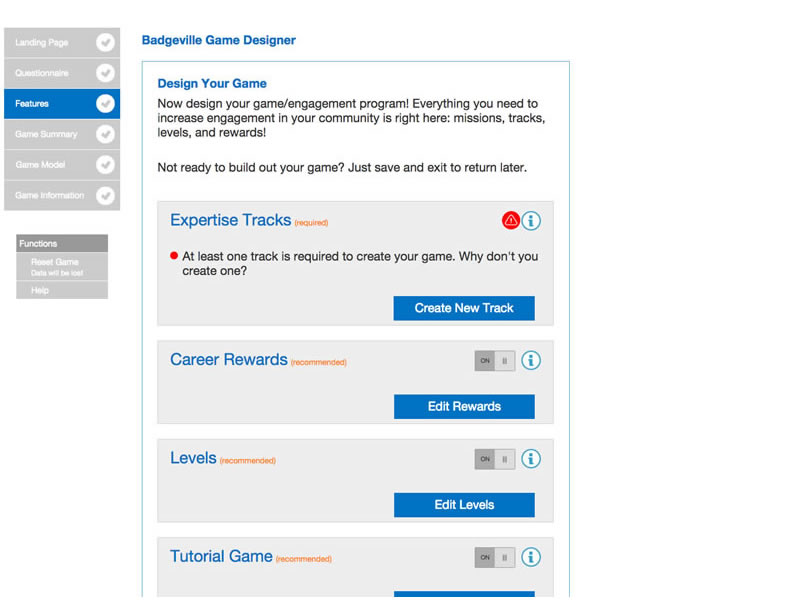 Landing Page
Questionnaire
Features
Game Summary
Game Model
Game Information
Functions
Reset Game
Data will be lost
Help
Badgeville Game Designer
Design Your Game
Now design your game/engagement program! Everything you need to
increase engagement in your community is right here: missions, tracks,
levels, and rewards!
Not ready to build out your game? Just save and exit to return later.
Expertise Tracks (required)
At least one track is required to create your game. Why don't you
create one?
Create New Track
Career Rewards (recommended)
ON
Edit Rewards
Levels (recommended)
ON
Edit Levels
Tutorial Game (recommended)
ON